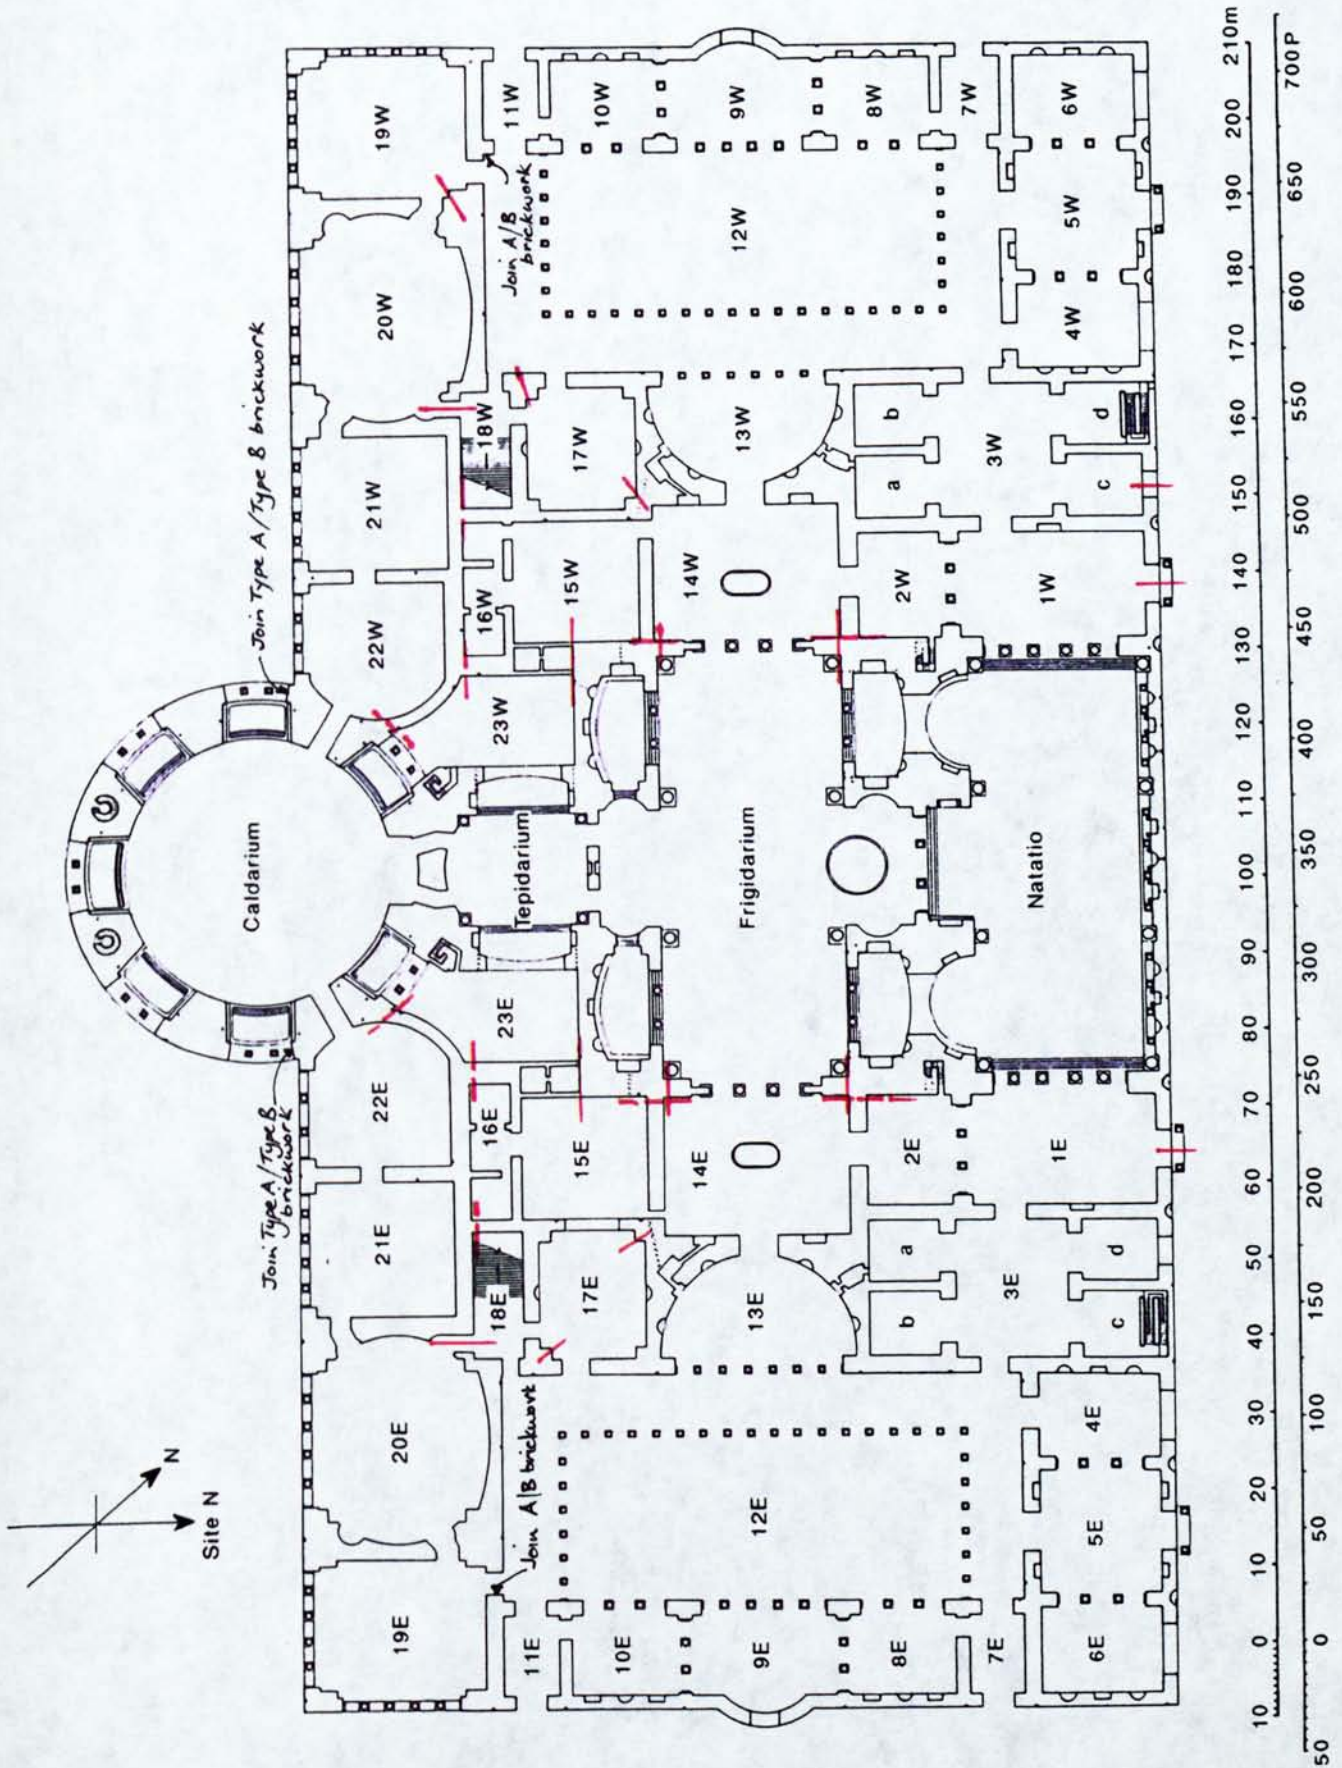 N
Site N
Caldarium
Join Type A/Type B
brickwork
Join Type A/Type B brickwork
19E
20E
21E
22E
22W
21W
20W
19W
Join A/B brickwork
Join A/B
brickwork
11E
18E
16E
23E
Tepidarium
23W
16W
18W
11W
10E
17E
15E
15W
17W
10W
9E
12E
13E
14E
Frigidarium
14W
13W
12W
9W
8E
b
a
2E
2W
a
b
8W
7E
3E
3W
7W
6E
5E
4E
c
d
1E
Natatio
1W
c
d
4W
5W
6W
10 0 10 20 30 40 50 60 70 80 90 100 110 120 130 140 150 160 170 180 190 200 210m
50 0 50 100 150 200 250 300 350 400 450 500 550 600 650 700P